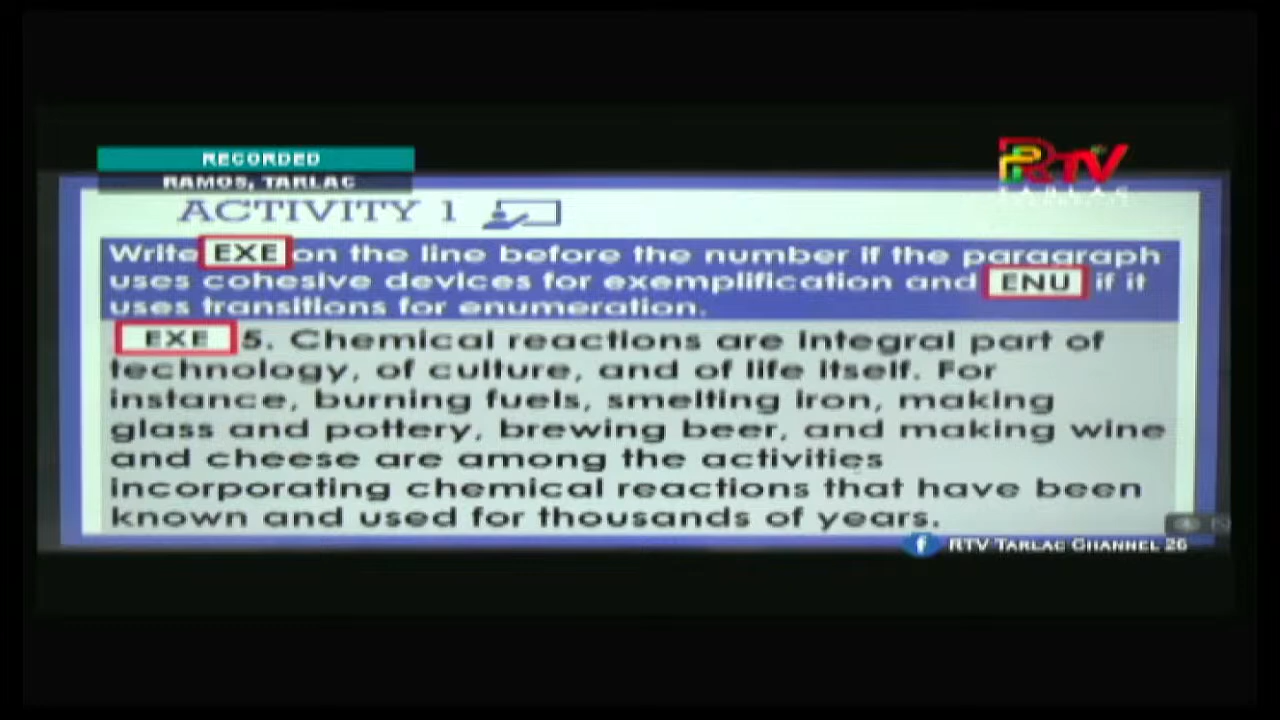 RECORDED
RAMOS, TARLAC
RTV
TARLAC
ACTIVITY 1
Write EXE on the line before the number if the paragraph
uses cohesive devices for exemplification and ENU if it
uses transitions for enumeration.
EXE 5. Chemical reactions are integral part of
technology, of culture, and of life itself. For
instance, burning fuels, smelting iron, making
glass and pottery, brewing beer, and making wine
and cheese are among the activities
incorporating chemical reactions that have been
known and used for thousands of years.
f RTV TARLAC CHANNEL 26